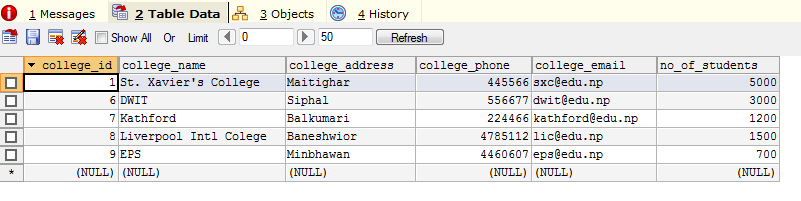 1 Messages 2 Table Data 3 Objects 4 History
Show All Or Limit 0 50 Refresh
college_id college_name college_address college_phone college_email no_of_students
1 St. Xavier's College Maitighar 445566 sxc@edu.np 5000
6 DWIT Siphal 556677 dwit@edu.np 3000
7 Kathford Balkumari 224466 kathford@edu.np 1200
8 Liverpool Intl Colege Baneshwior 4785112 lic@edu.np 1500
9 EPS Minbhawan 4460607 eps@edu.np 700
* (NULL) (NULL) (NULL) (NULL) (NULL) (NULL)